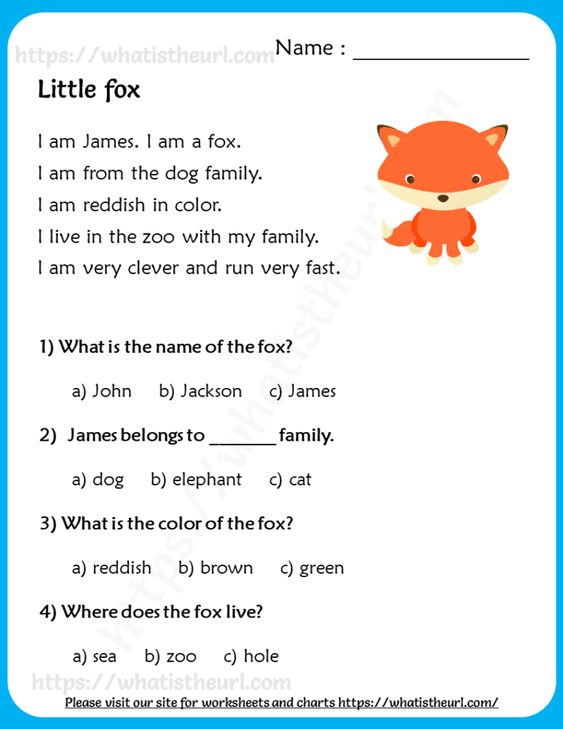 https://whatistheurl.com
Name : ________________
Little fox
I am James. I am a fox.
I am from the dog family.
I am reddish in color.
I live in the zoo with my family.
I am very clever and run very fast.
https://whatistheurl.com
1) What is the name of the fox?
a) John b) Jackson c) James
2) James belongs to _______ family.
a) dog b) elephant c) cat
3) What is the color of the fox?
a) reddish b) brown c) green
4) Where does the fox live?
a) sea b) zoo c) hole
https://whatistheurl.com
Please visit our site for worksheets and charts https://whatistheurl.com/